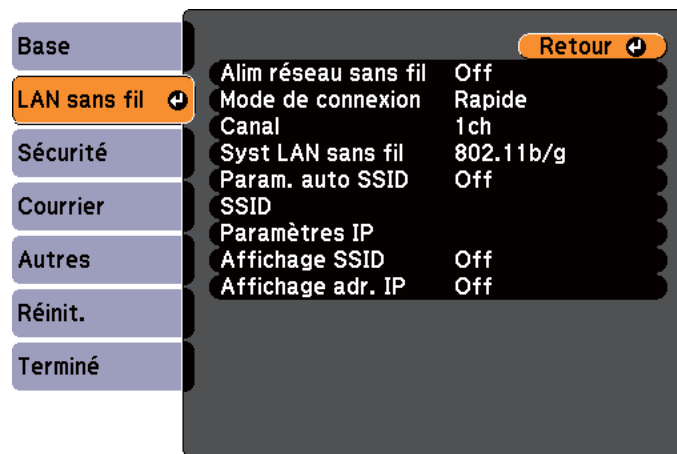 Base
LAN sans fil
Sécurité
Courrier
Autres
Réinit.
Terminé
Retour
Alim réseau sans fil Off
Mode de connexion Rapide
Canal 1ch
Syst LAN sans fil 802.11b/g
Param. auto SSID Off
SSID
Paramètres IP
Affichage SSID Off
Affichage adr. IP Off